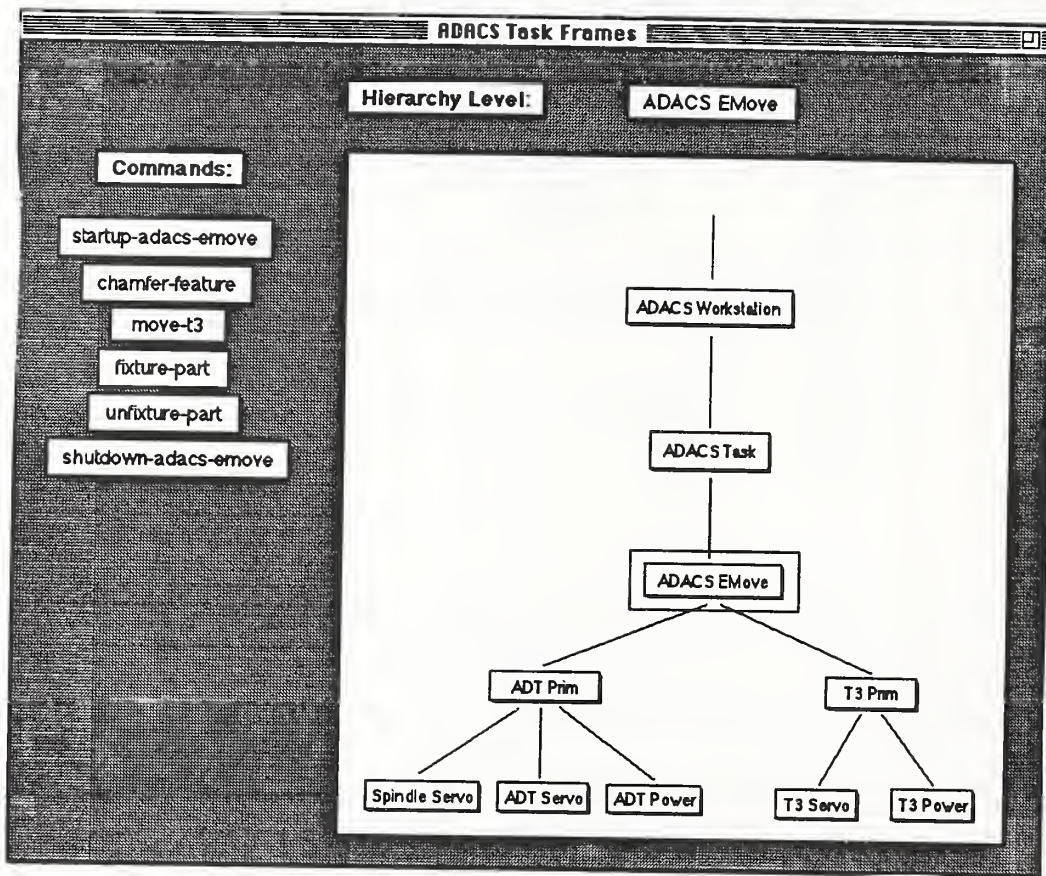 ADACS Task Frames
Hierarchy Level:
ADACS EMove
Commands:
startup-adacs-emove
chamfer-feature
move-t3
fixture-part
unfixture-part
shutdown-adacs-emove
ADACS Workstation
ADACS Task
ADACS EMove
ADT Prim
T3 Prim
Spindle Servo
ADT Servo
ADT Power
T3 Servo
T3 Power